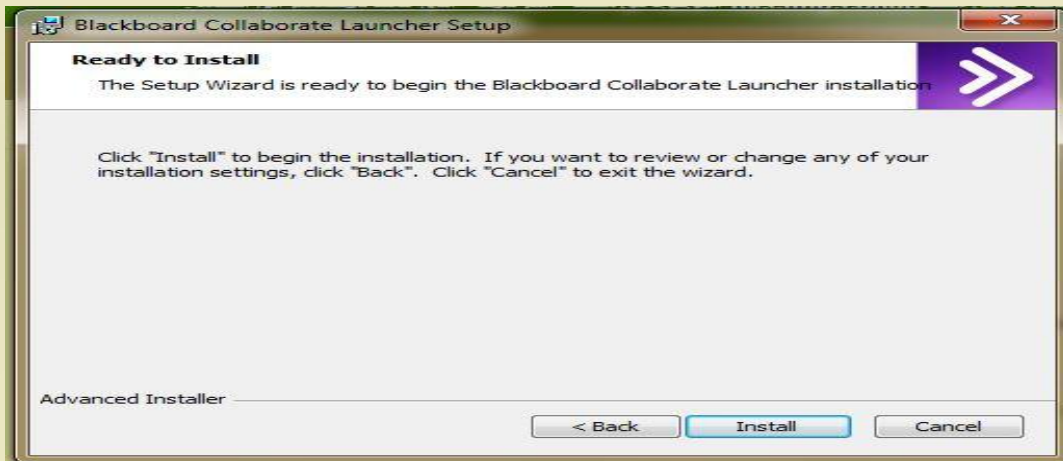 Blackboard Collaborate Launcher Setup
Ready to Install
The Setup Wizard is ready to begin the Blackboard Collaborate Launcher installation
Click "Install" to begin the installation.  If you want to review or change any of your
installation settings, click "Back".  Click "Cancel" to exit the wizard.
Advanced Installer
< Back
Install
Cancel